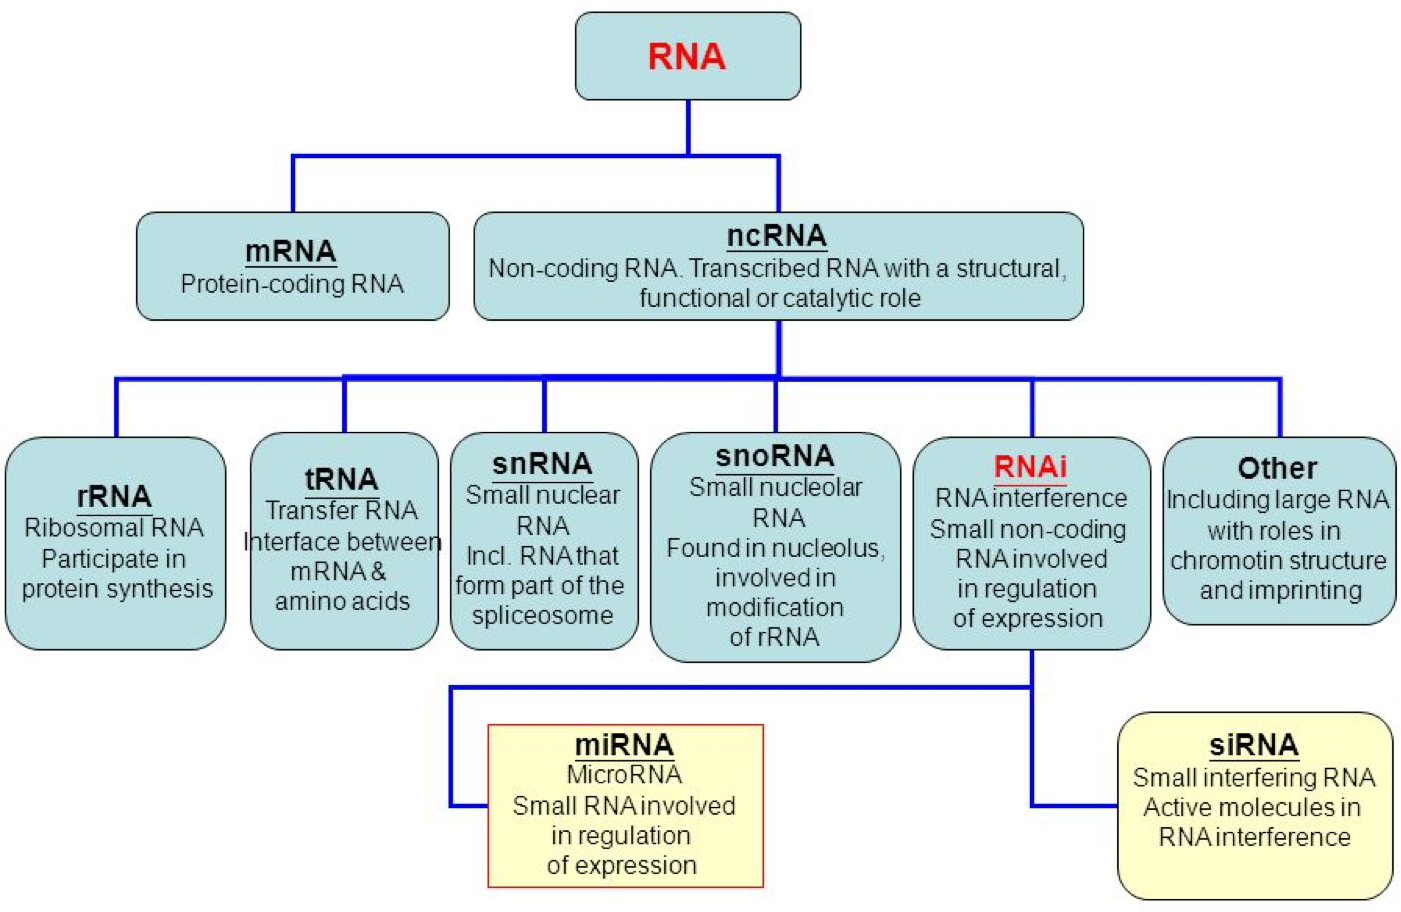 RNA
mRNA
Protein-coding RNA
ncRNA
Non-coding RNA. Transcribed RNA with a structural,
functional or catalytic role
rRNA
Ribosomal RNA
Participate in
protein synthesis
tRNA
Transfer RNA
Interface between
mRNA &
amino acids
snRNA
Small nuclear
RNA
Incl. RNA that
form part of the
spliceosome
snoRNA
Small nucleolar
RNA
Found in nucleolus,
involved in
modification
of rRNA
RNAi
RNA interference
Small non-coding
RNA involved
in regulation
of expression
Other
Including large RNA
with roles in
chromotin structure
and imprinting
miRNA
MicroRNA
Small RNA involved
in regulation
of expression
siRNA
Small interfering RNA
Active molecules in
RNA interference